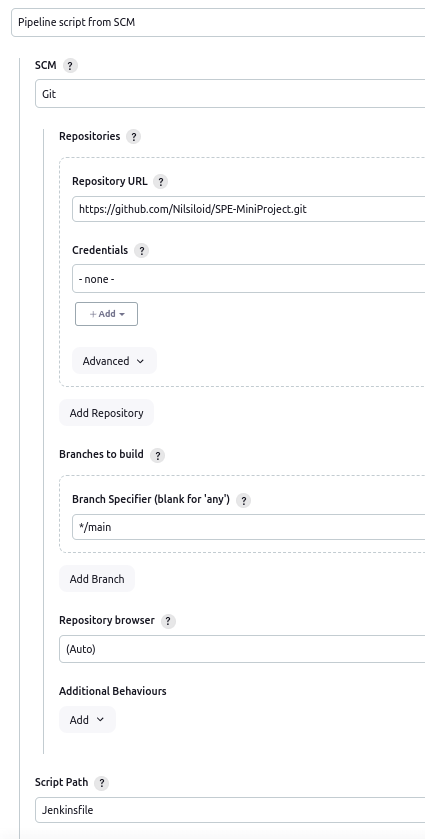 Pipeline script from SCM
SCM ?
Git
Repositories ?
Repository URL ?
https://github.com/Nilsiloid/SPE-MiniProject.git
Credentials ?
- none -
+ Add
Advanced
Add Repository
Branches to build ?
Branch Specifier (blank for 'any') ?
*/main
Add Branch
Repository browser ?
(Auto)
Additional Behaviours
Add
Script Path ?
Jenkinsfile